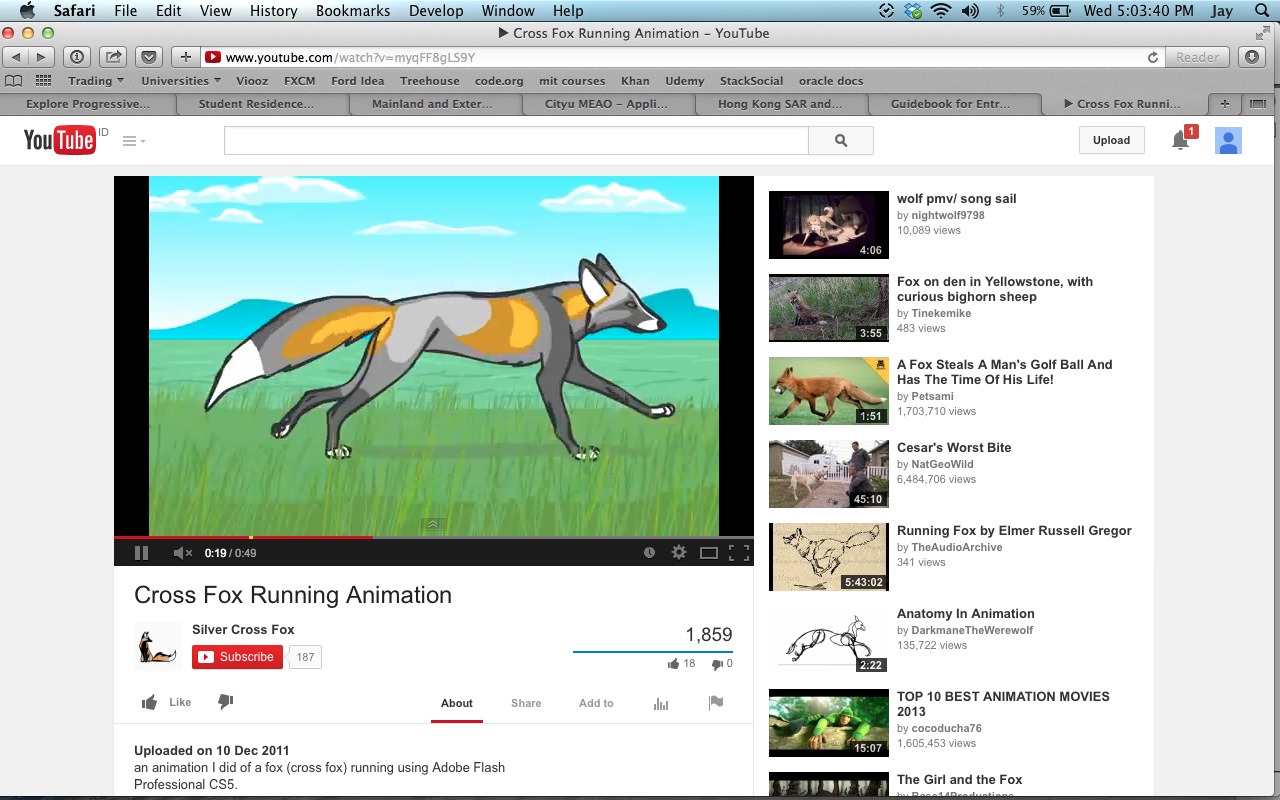 Safari File Edit View History Bookmarks Develop Window Help 59% Wed 5:03:40 PM Jay
▶ Cross Fox Running Animation – YouTube
www.youtube.com/watch?v=myqFF8gLS9Y Reader
Trading Universities Viooz FXCM Ford Idea Treehouse Code.org mit courses Khan Udemy StackSocial oracle docs
Explore Progressive... Student Residence... Mainland and Exter... Cityu MEAO – Appli... Hong Kong SAR and... Guidebook for Entr... ▶ Cross Fox Runni...
YouTube ID Upload 1
0:19 / 0:49
Cross Fox Running Animation
Silver Cross Fox
Subscribe 187
1,859
18 0
Like About Share Add to
Uploaded on 10 Dec 2011
an animation I did of a fox (cross fox) running using Adobe Flash
Professional CS5.
4:06
wolf pmv/ song sail
by nightwolf9798
10,089 views
3:55
Fox on den in Yellowstone, with
curious bighorn sheep
by Tinekemike
483 views
1:51
A Fox Steals A Man's Golf Ball And
Has The Time Of His Life!
by Petsami
1,703,710 views
45:10
Cesar's Worst Bite
by NatGeoWild
6,484,706 views
5:43:02
Running Fox by Elmer Russell Gregor
by TheAudioArchive
341 views
2:22
Anatomy In Animation
by DarkmaneTheWerewolf
135,722 views
15:07
TOP 10 BEST ANIMATION MOVIES
2013
by cocoducha76
1,605,453 views
The Girl and the Fox
by Base14Productions